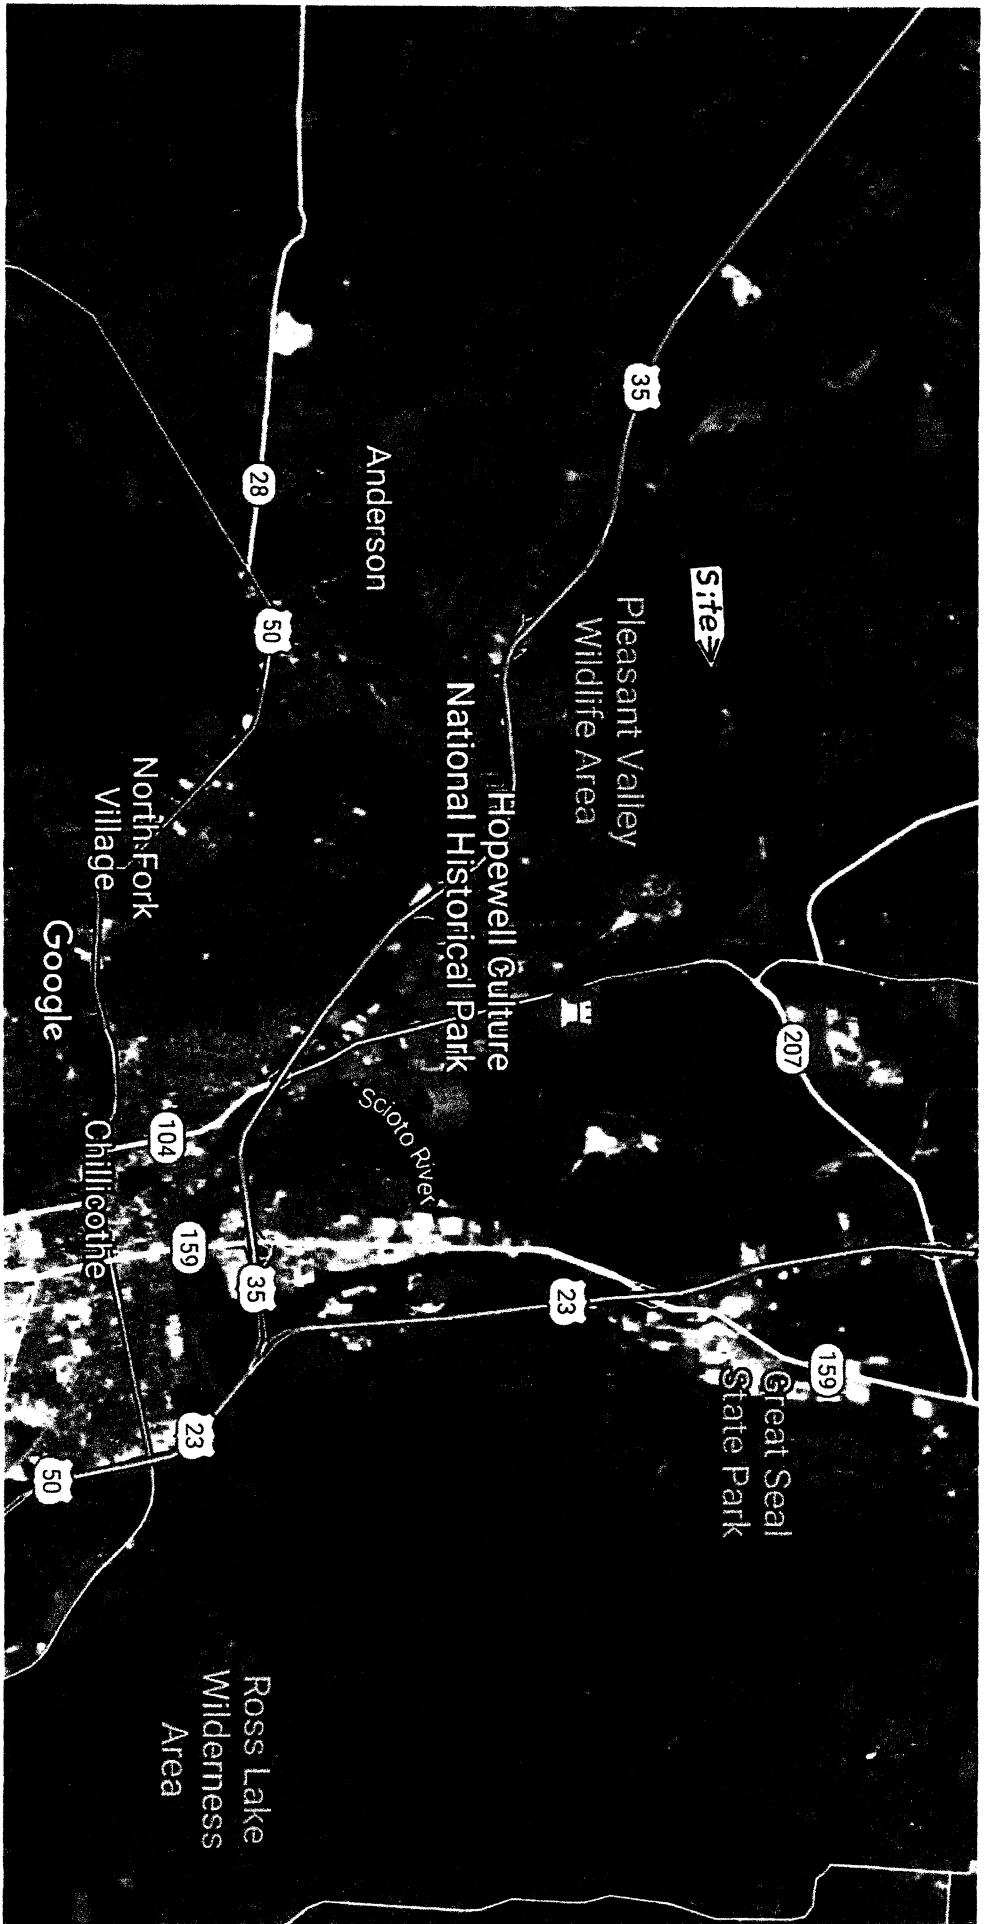 207
159
Great Seal
State Park
Site
Pleasant Valley
Wildlife Area
35
23
Hopewell Culture
National Historical Park
Scioto River
Anderson
28
50
35
159
104
23
Ross Lake
Wilderness
Area
North Fork
Village
Chillicothe
50
Google